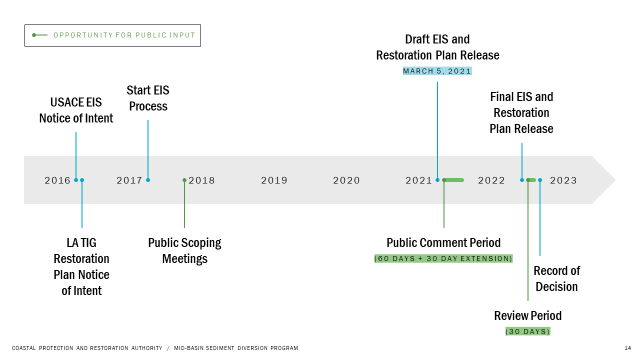 OPPORTUNITY FOR PUBLIC INPUT
Draft EIS and
Restoration Plan Release
MARCH 5, 2021
USACE EIS
Notice of Intent
Start EIS
Process
Final EIS and
Restoration
Plan Release
2016 2017 2018 2019 2020 2021 2022 2023
LA TIG
Restoration
Plan Notice
of Intent
Public Scoping
Meetings
Public Comment Period
(60 DAYS + 30 DAY EXTENSION)
Record of
Decision
Review Period
(30 DAYS)
COASTAL PROTECTION AND RESTORATION AUTHORITY / MID-BASIN SEDIMENT DIVERSION PROGRAM
14